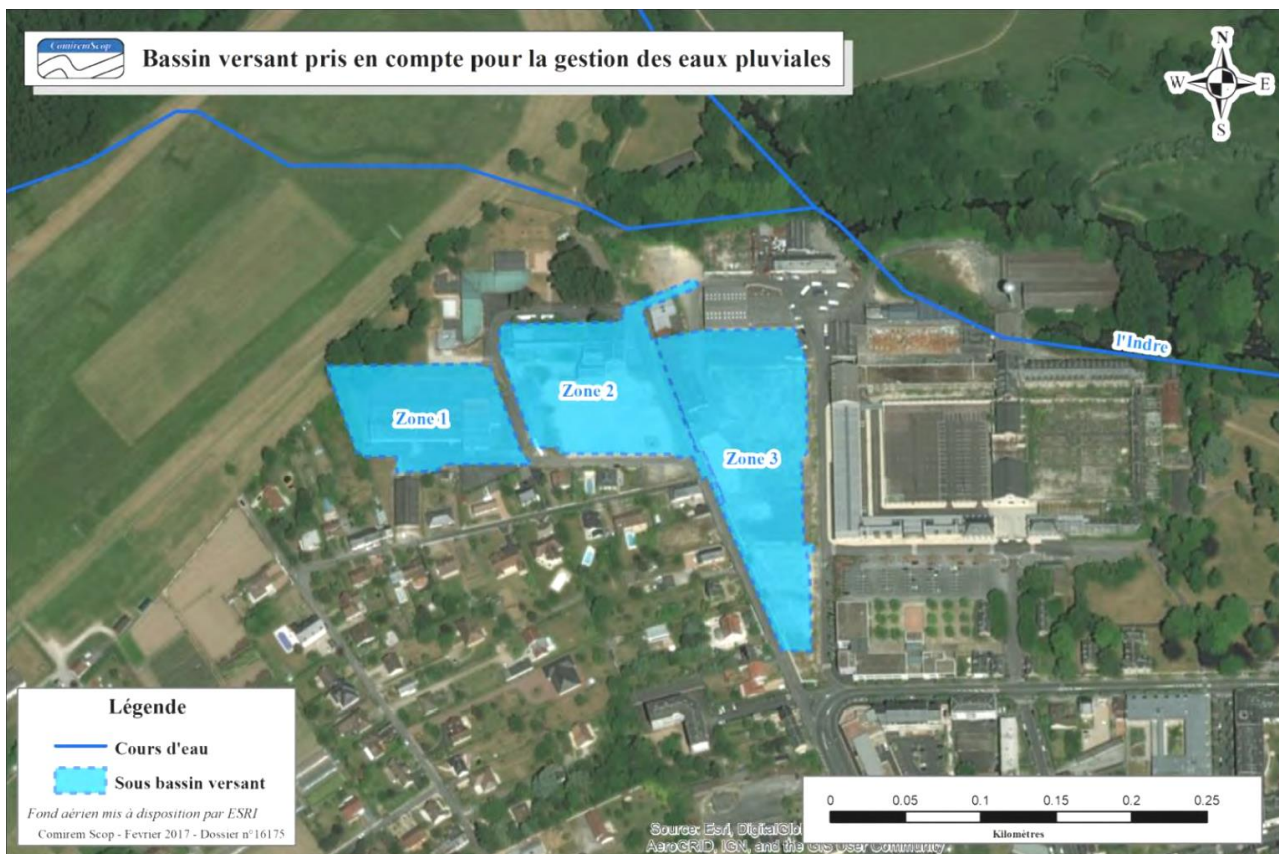 ComiremScop
Bassin versant pris en compte pour la gestion des eaux pluviales
N
W E
S
l'Indre
Zone 1
Zone 2
Zone 3
Légende
Cours d'eau
Sous bassin versant
Fond aérien mis à disposition par ESRI
Comirem Scop - Fevrier 2017 - Dossier n°16175
0 0.05 0.1 0.15 0.2 0.25
Kilomètres
Source: Esri, DigitalGlo
AeroGRID, IGN, and the GIS User Community